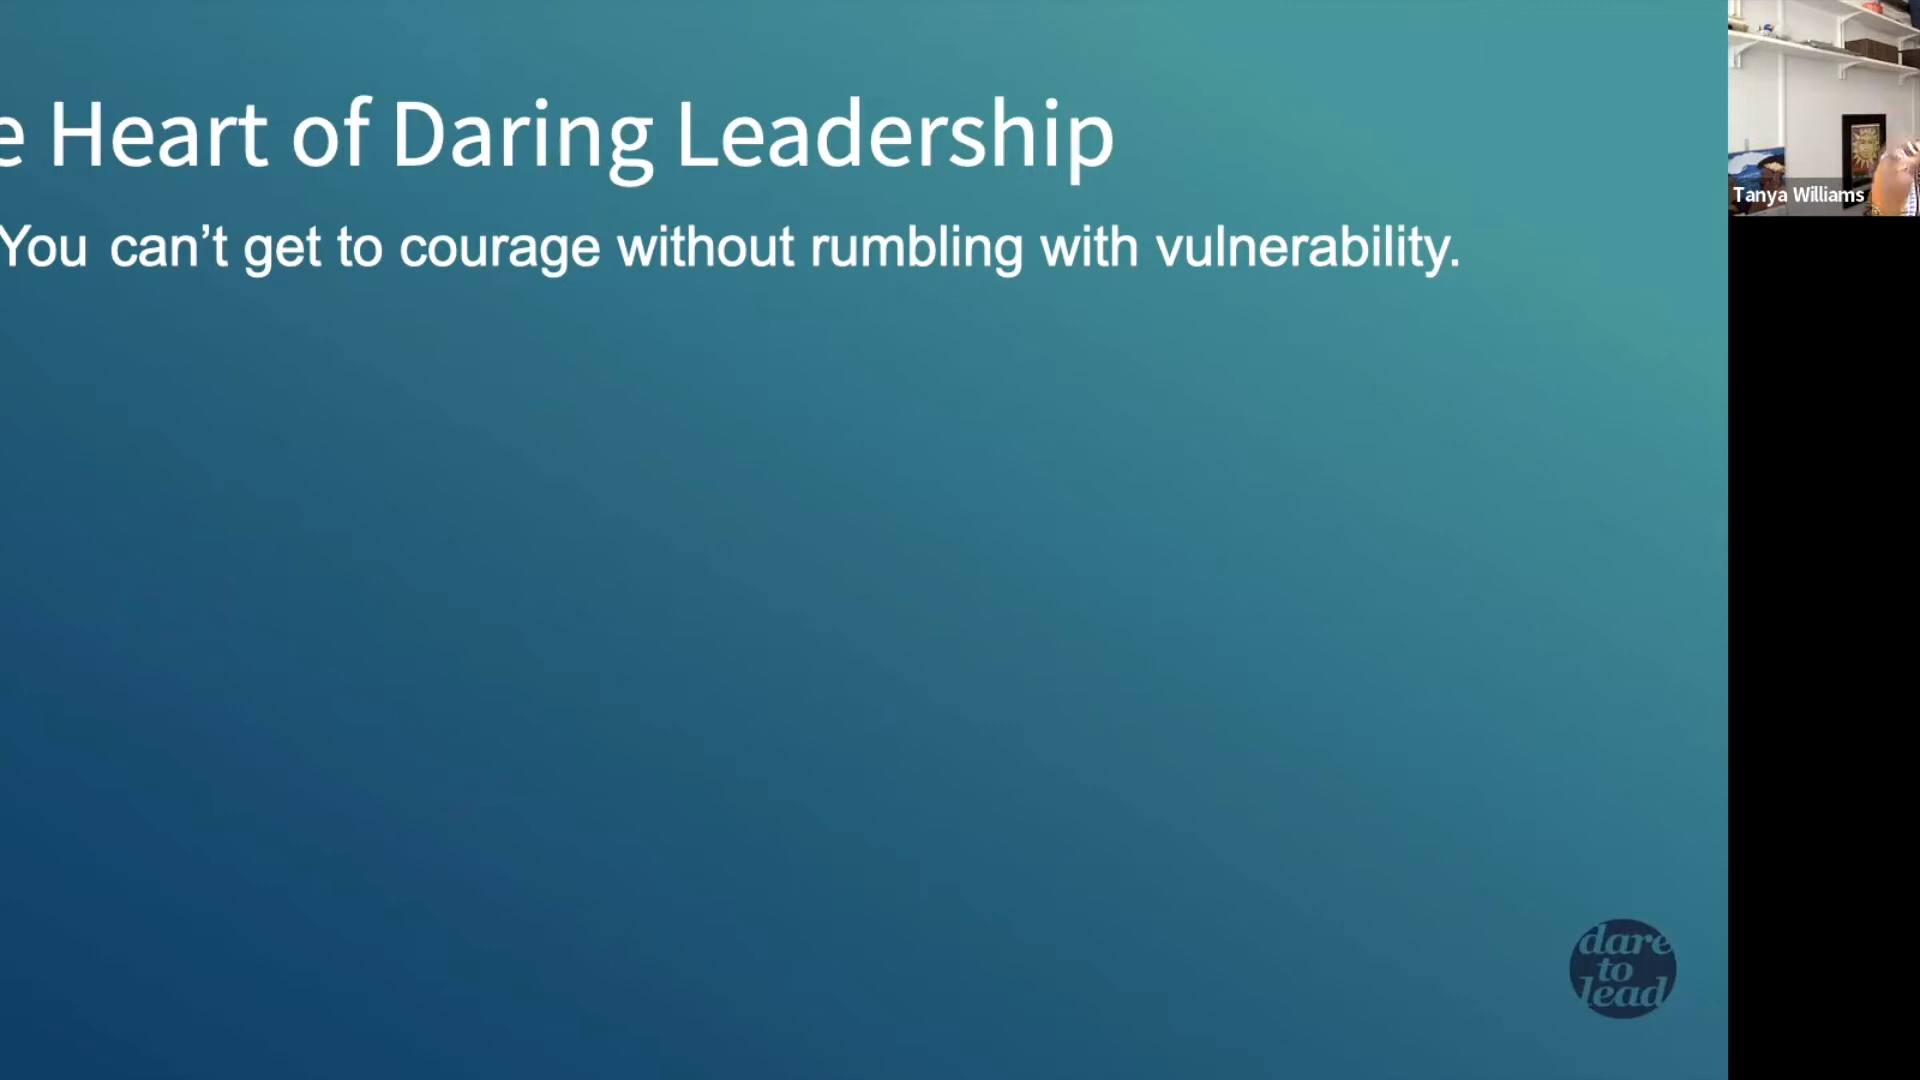 e Heart of Daring Leadership
You can’t get to courage without rumbling with vulnerability.
Tanya Williams
dare
to
lead